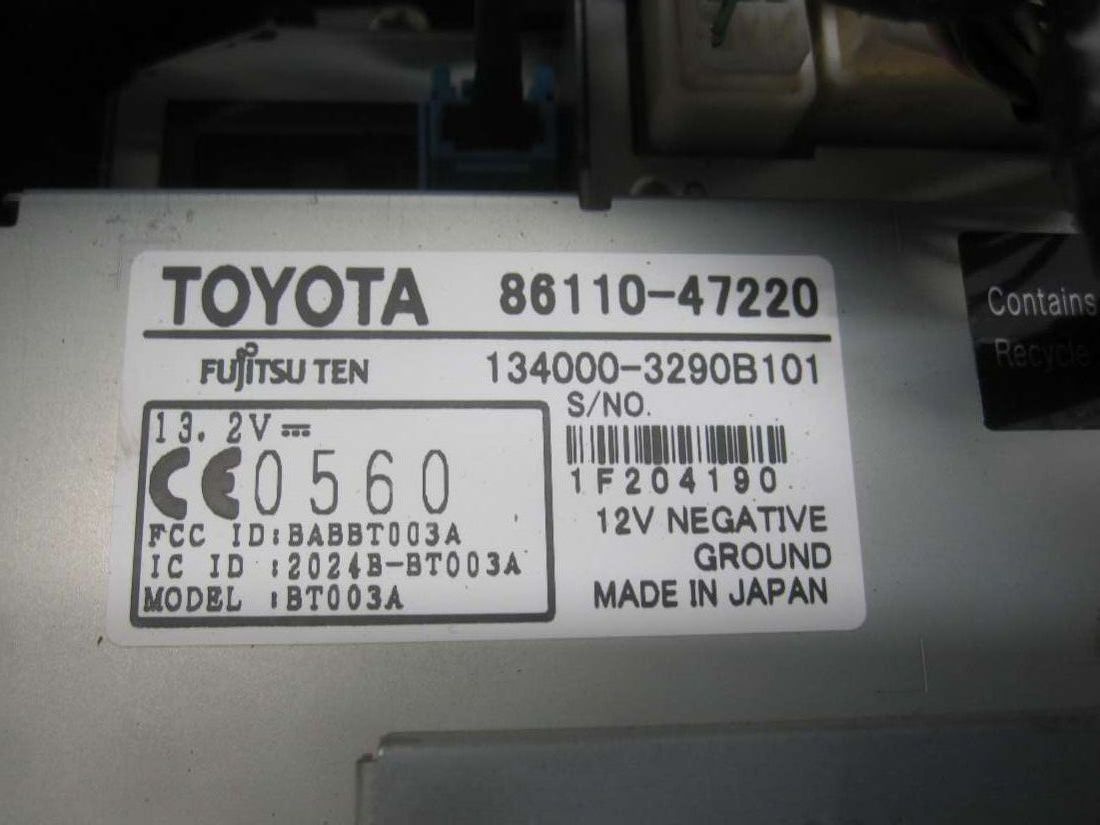 TOYOTA 86110-47220
FUJITSU TEN 134000-3290B101
13.2V
CE0560
FCC ID:BABBT003A
IC ID :2024B-BT003A
MODEL :BT003A
S/NO.
1F204190
12V NEGATIVE
GROUND
MADE IN JAPAN
Contains
Recycle